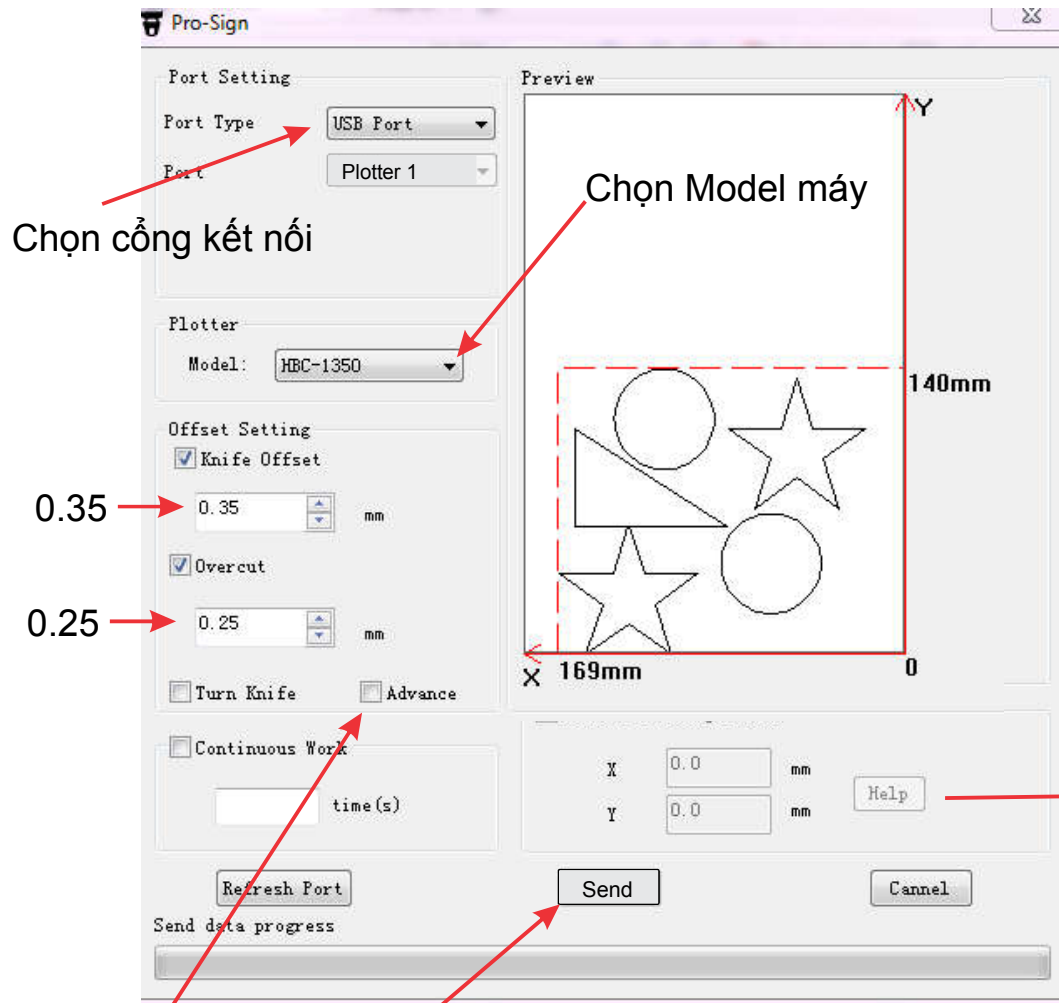 Pro-Sign
Port Setting
Port Type
USB Port
Port
Plotter 1
Chọn cổng kết nối
Plotter
Model:
HBC-1350
Offset Setting
Knife Offset
0.35
0.35
mm
Overcut
0.25
0.25
mm
Turn Knife
Advance
Continuous Work
time(s)
Preview
Y
Chọn Model máy
140mm
X
169mm
0
X
0.0
mm
Y
0.0
mm
Help
Refresh Port
Send
Cannel
Send data progress